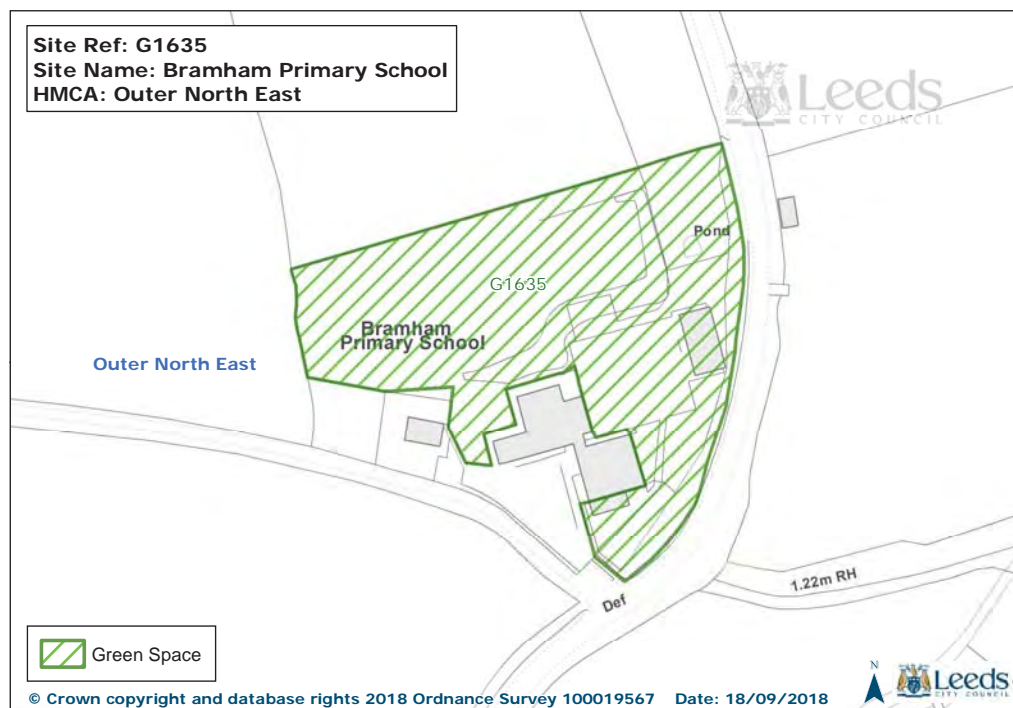 Site Ref: G1635
Site Name: Bramham Primary School
HMCA: Outer North East
Leeds
CITY COUNCIL
Pond
G1635
Bramham
Primary School
Outer North East
1.22m RH
Def
Green Space
© Crown copyright and database rights 2018 Ordnance Survey 100019567 Date: 18/09/2018
N
Leeds
CITY COUNCIL